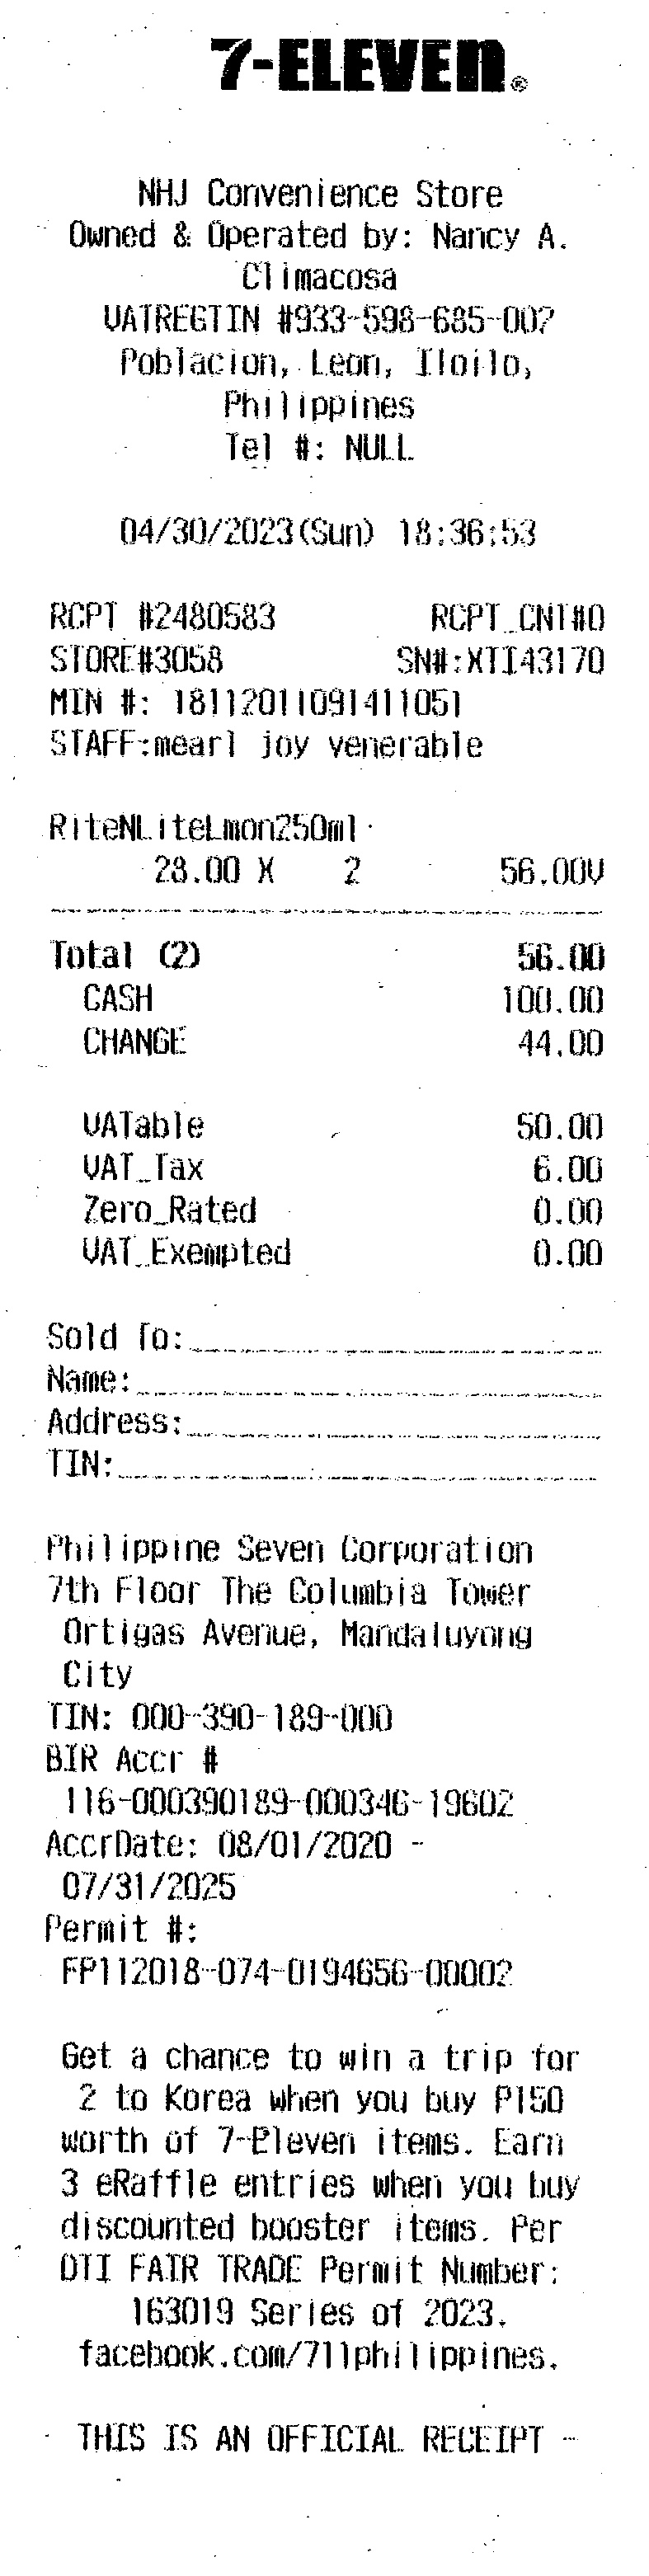 7-ELEVEn®
NHJ Convenience Store
Owned & Operated by: Nancy A.
Climacosa
VATREGTIN #933-598-685-007
Poblacion, Leon, Iloilo,
Philippines
Tel #: NULL
04/30/2023(Sun) 18:36:53
RCPT #2480583 RCPT_CNT#0
STORE#3058 SN#:XTI43170
MIN #: 18112011091411051
STAFF:mearl joy venerable
RiteNLiteLmon250ml
28.00 X 2 56.00V
Total (2) 56.00
CASH 100.00
CHANGE 44.00
VATable 50.00
VAT_Tax 6.00
Zero_Rated 0.00
VAT_Exempted 0.00
Sold To:
Name:
Address:
TIN:
Philippine Seven Corporation
7th Floor The Columbia Tower
Ortigas Avenue, Mandaluyong
City
TIN: 000-390-189-000
BIR Accr #
116-000390189-000346-19602
AccrDate: 08/01/2020 -
07/31/2025
Permit #:
FP112018-074-0194656-00002
Get a chance to win a trip for
2 to Korea when you buy P150
worth of 7-Eleven items. Earn
3 eRaffle entries when you buy
discounted booster items. Per
DTI FAIR TRADE Permit Number:
163019 Series of 2023.
facebook.com/711philippines.
- THIS IS AN OFFICIAL RECEIPT -